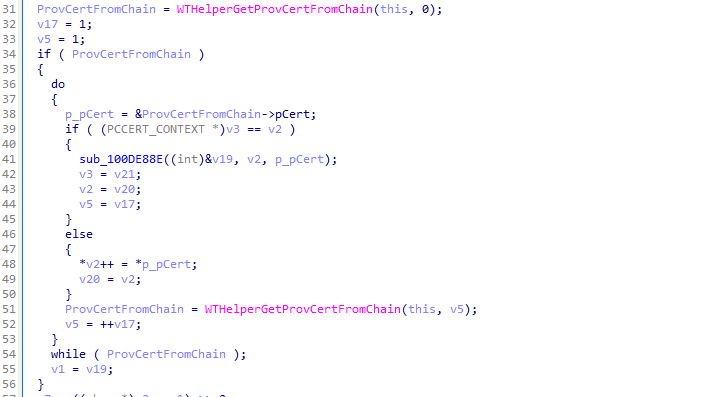 31 ProvCertFromChain = WTHelperGetProvCertFromChain(this, 0);
32 v17 = 1;
33 v5 = 1;
34 if ( ProvCertFromChain )
35 {
36 do
37 {
38 p_pCert = &ProvCertFromChain->pCert;
39 if ( (PCCERT_CONTEXT *)v3 == v2 )
40 {
41 sub_100DE88E((int)&v19, v2, p_pCert);
42 v3 = v21;
43 v2 = v20;
44 v5 = v17;
45 }
46 else
47 {
48 *v2++ = *p_pCert;
49 v20 = v2;
50 }
51 ProvCertFromChain = WTHelperGetProvCertFromChain(this, v5);
52 v5 = ++v17;
53 }
54 while ( ProvCertFromChain );
55 v1 = v19;
56 }